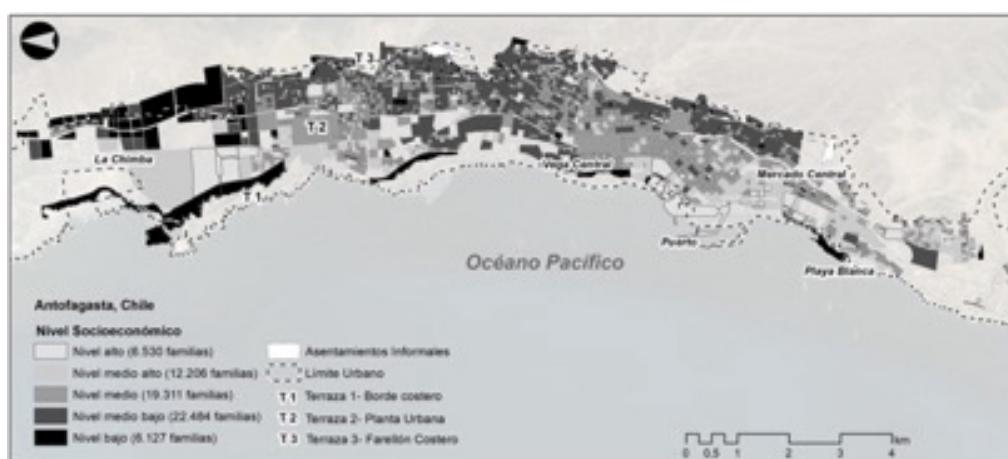 T 3
T 2
La Chimba
T 1
Vega Central
Mercado Central
Puerto
Playa Blanca
Océano Pacífico
Antofagasta, Chile
Nivel Socioeconómico
Nivel alto (6.530 familias)
Nivel medio alto (12.206 familias)
Nivel medio (19.311 familias)
Nivel medio bajo (22.484 familias)
Nivel bajo (6.127 familias)
Asentamientos Informales
Límite Urbano
T 1 Terraza 1- Borde costero
T 2 Terraza 2- Planta Urbana
T 3 Terraza 3- Farellón Costero
km
0 0.5 1 2 3 4